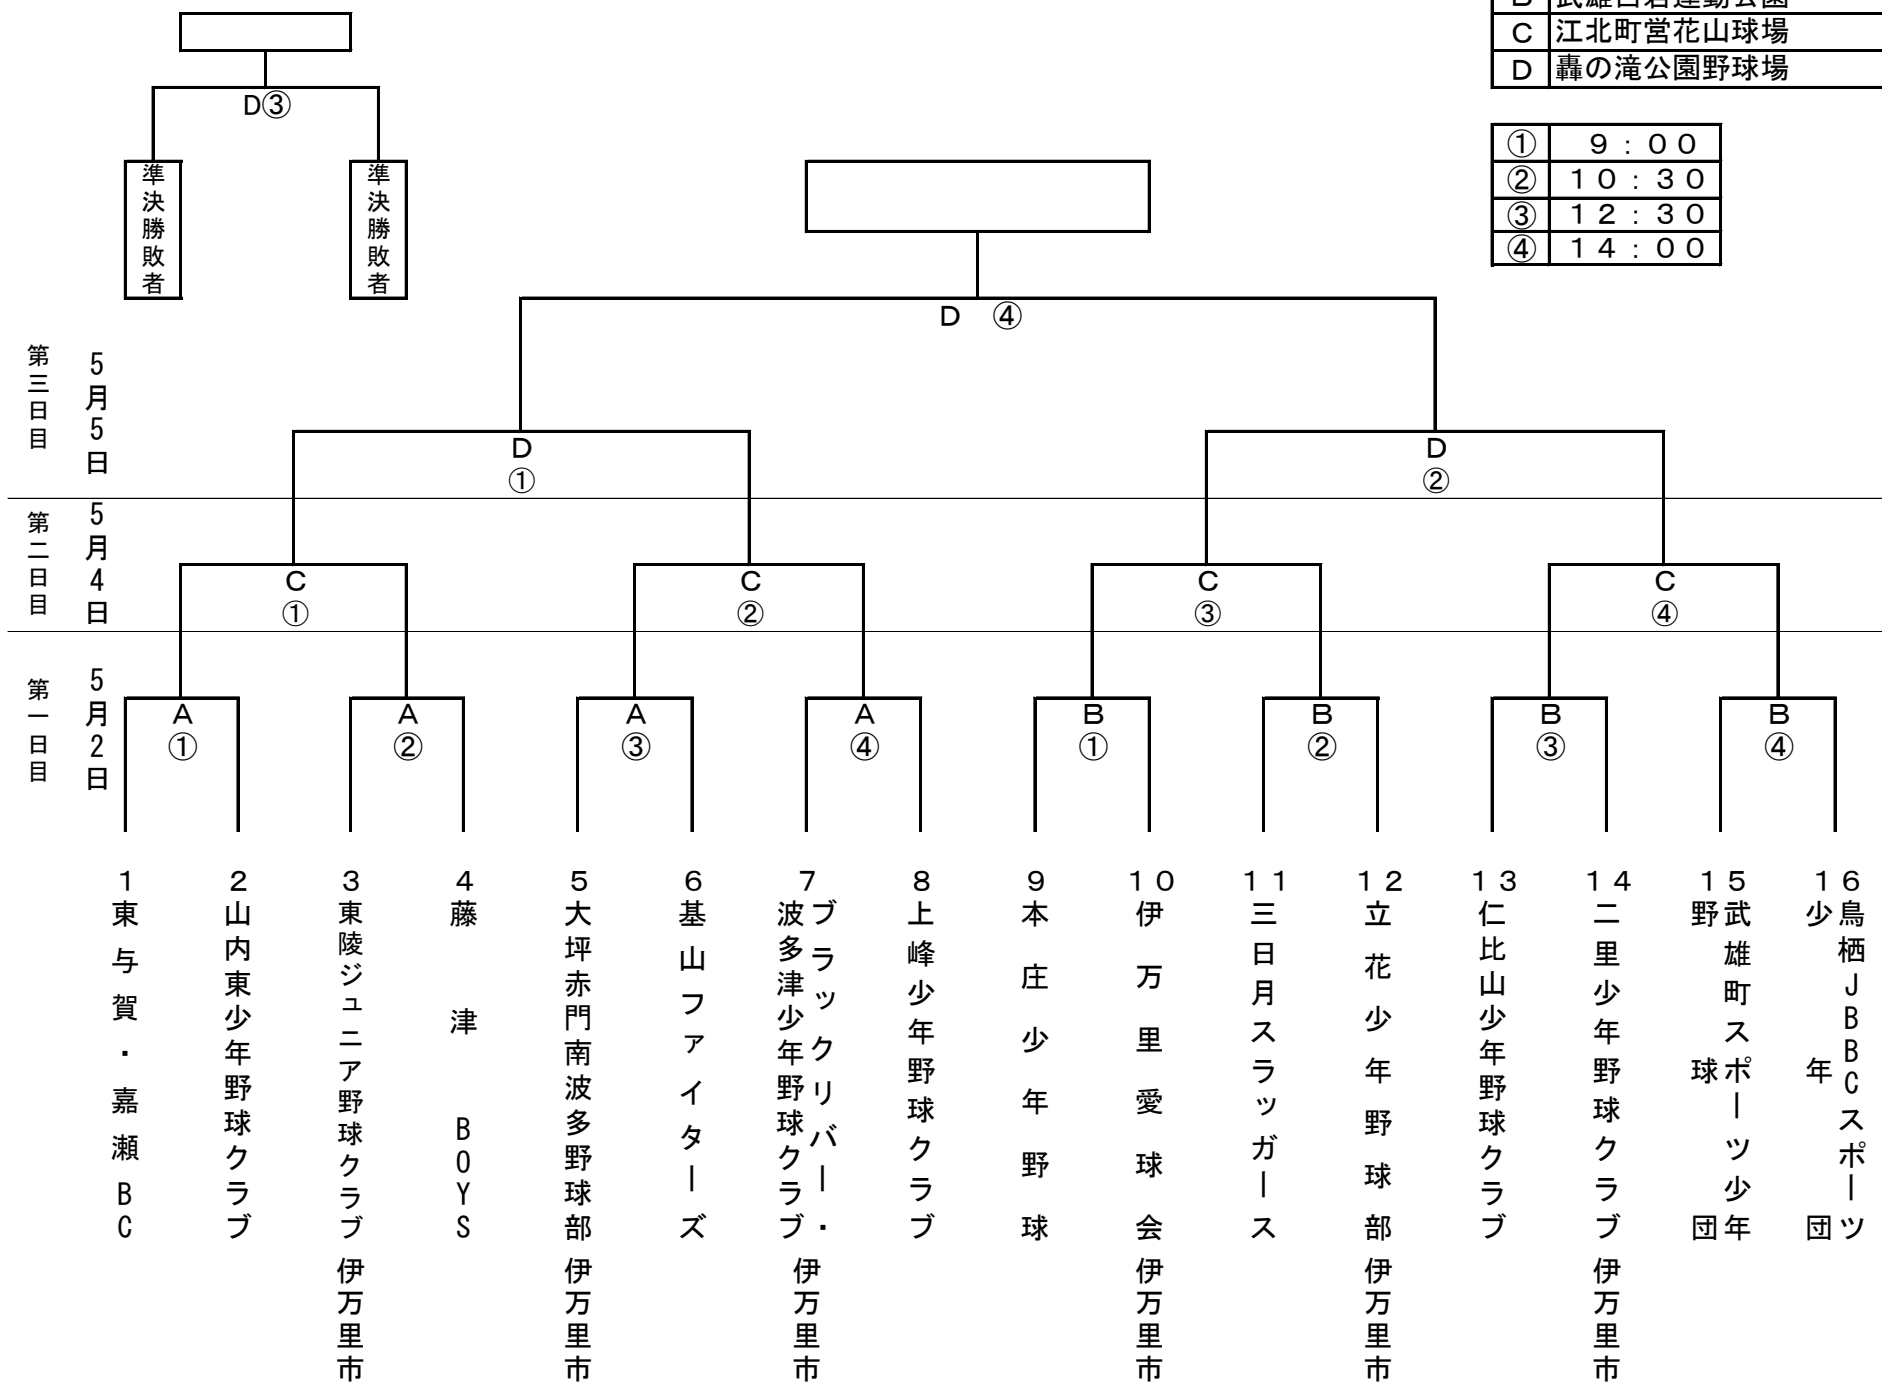 B 武雄白岩運動公園
C 江北町営花山球場
D 轟の滝公園野球場
① 9：00
② 10：30
③ 12：30
④ 14：00
D③
準決勝敗者
準決勝敗者
D ④
第三日目
5月5日
D
①
D
②
第二日目
5月4日
C
①
C
②
C
③
C
④
第一日目
5月2日
A
①
A
②
A
③
A
④
B
①
B
②
B
③
B
④
1
東与賀・嘉瀬BC
2
山内東少年野球クラブ
3
東陵ジュニア野球クラブ
伊万里市
4
藤津BOYS
5
大坪赤門南波多野球部
伊万里市
6
基山ファイターズ
7
ブラックリバー・
波多津少年野球クラブ
伊万里市
8
上峰少年野球クラブ
9
本庄少年野球
10
伊万里愛球会
伊万里市
11
三日月スラッガース
12
立花少年野球部
伊万里市
13
仁比山少年野球クラブ
14
二里少年野球クラブ
伊万里市
15
武雄町スポーツ少年
野球団
16
鳥栖JBBCスポーツ
少年団